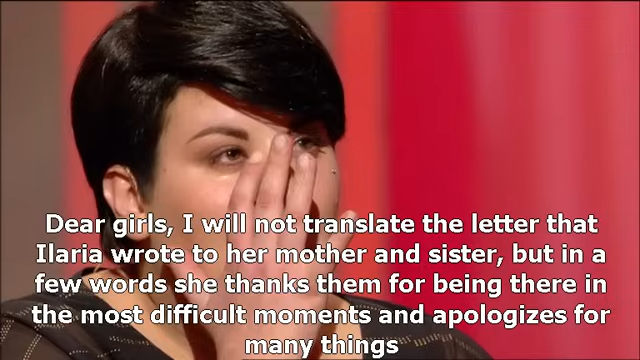 Dear girls, I will not translate the letter that
Ilaria wrote to her mother and sister, but in a
few words she thanks them for being there in
the most difficult moments and apologizes for
many things